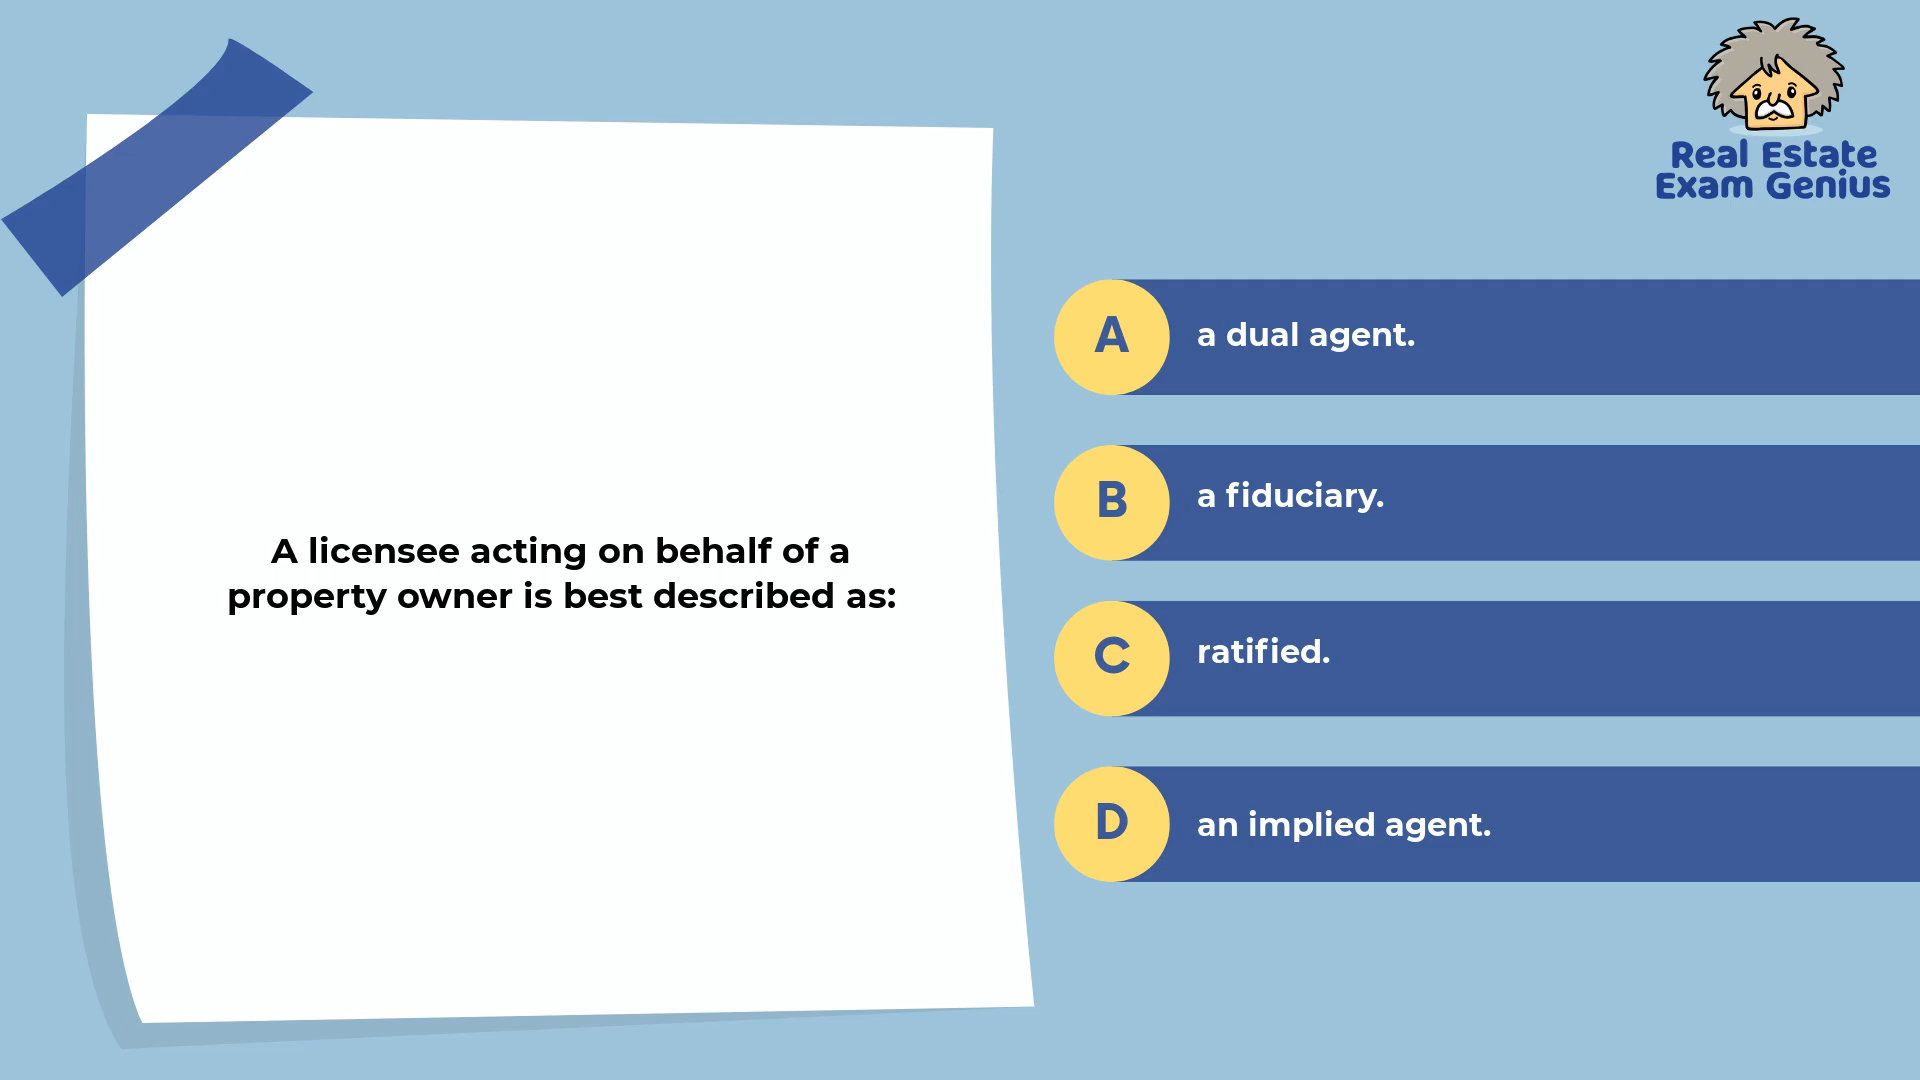 Real Estate
Exam Genius
A licensee acting on behalf of a
property owner is best described as:
A
a dual agent.
B
a fiduciary.
C
ratified.
D
an implied agent.